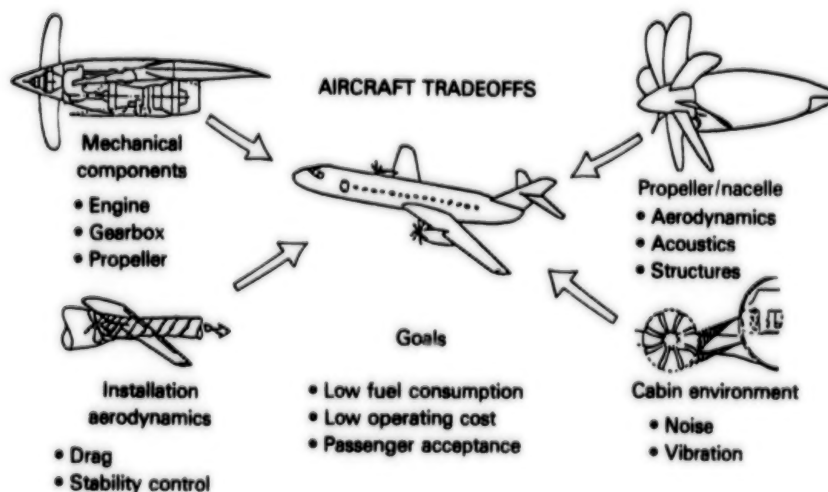 AIRCRAFT TRADEOFFS
Mechanical
components
• Engine
• Gearbox
• Propeller
Propeller/nacelle
• Aerodynamics
• Acoustics
• Structures
Installation
aerodynamics
• Drag
• Stability control
Goals
• Low fuel consumption
• Low operating cost
• Passenger acceptance
Cabin environment
• Noise
• Vibration